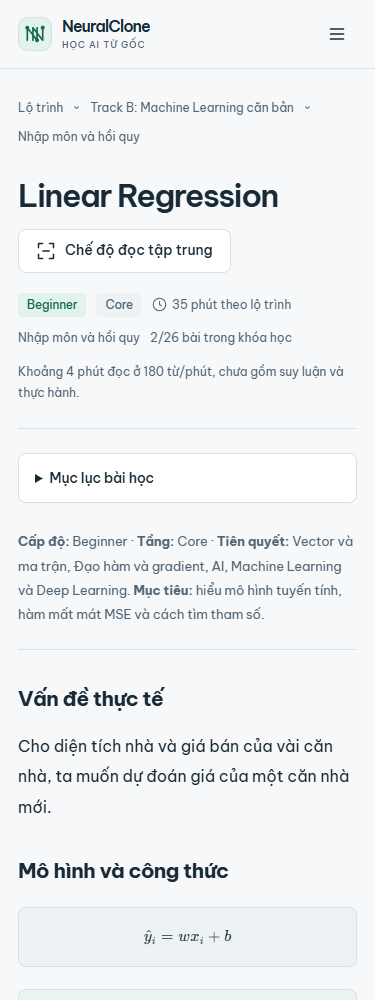 NeuralClone
HỌC AI TỪ GỐC
Lộ trình
Track B: Machine Learning căn bản
Nhập môn và hồi quy
Linear Regression
Chế độ đọc tập trung
Beginner Core 35 phút theo lộ trình
Nhập môn và hồi quy 2/26 bài trong khóa học
Khoảng 4 phút đọc ở 180 từ/phút, chưa gồm suy luận và
thực hành.
Mục lục bài học
Cấp độ: Beginner · Tầng: Core · Tiên quyết: Vector và
ma trận, Đạo hàm và gradient, AI, Machine Learning
và Deep Learning. Mục tiêu: hiểu mô hình tuyến tính,
hàm mất mát MSE và cách tìm tham số.
Vấn đề thực tế
Cho diện tích nhà và giá bán của vài căn
nhà, ta muốn dự đoán giá của một căn nhà
mới.
Mô hình và công thức
ŷᵢ = wxᵢ + b